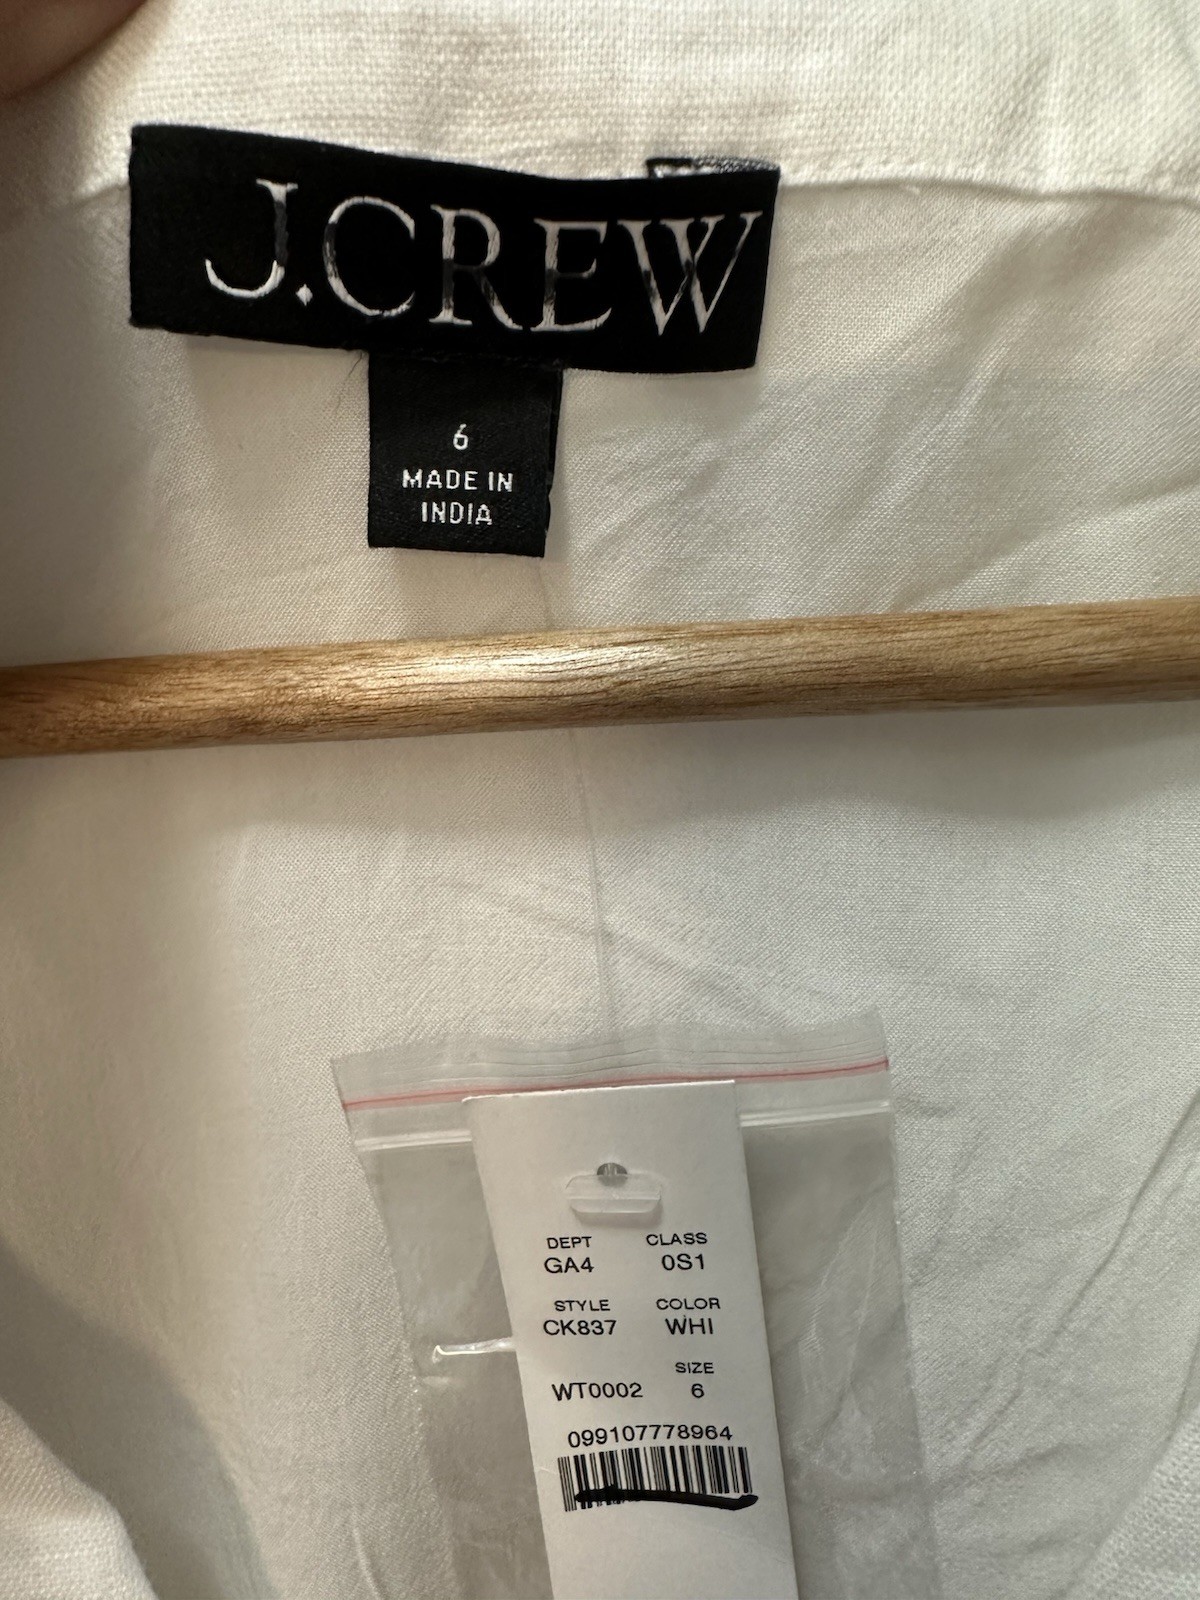 J.CREW
6
MADE IN
INDIA
DEPT CLASS
GA4 0S1
STYLE COLOR
CK837 WHI
SIZE
WT0002 6
099107778964